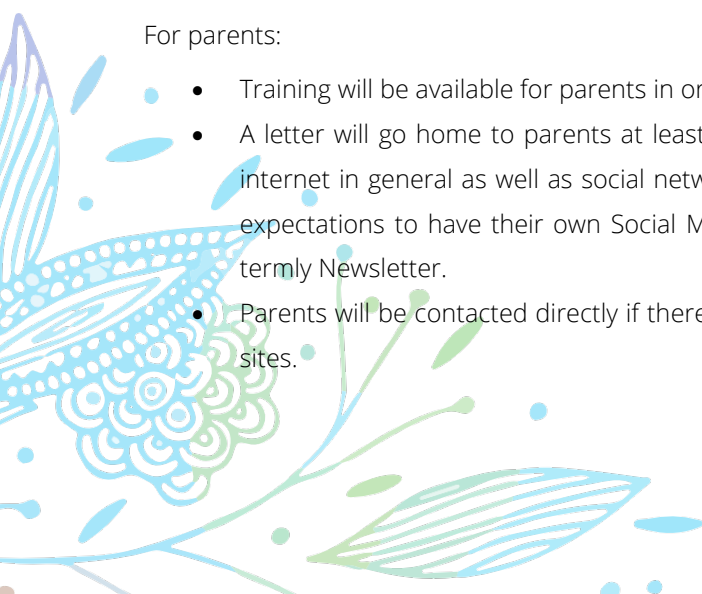 For parents:
• Training will be available for parents in
• A letter will go home to parents at least
internet in general as well as social
expectations to have their own Social
termly Newsletter.
• Parents will be contacted directly if there
sites.